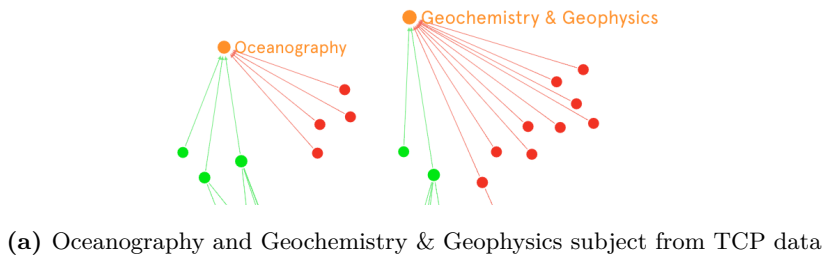 Geochemistry & Geophysics
Oceanography
(a) Oceanography and Geochemistry & Geophysics subject from TCP data